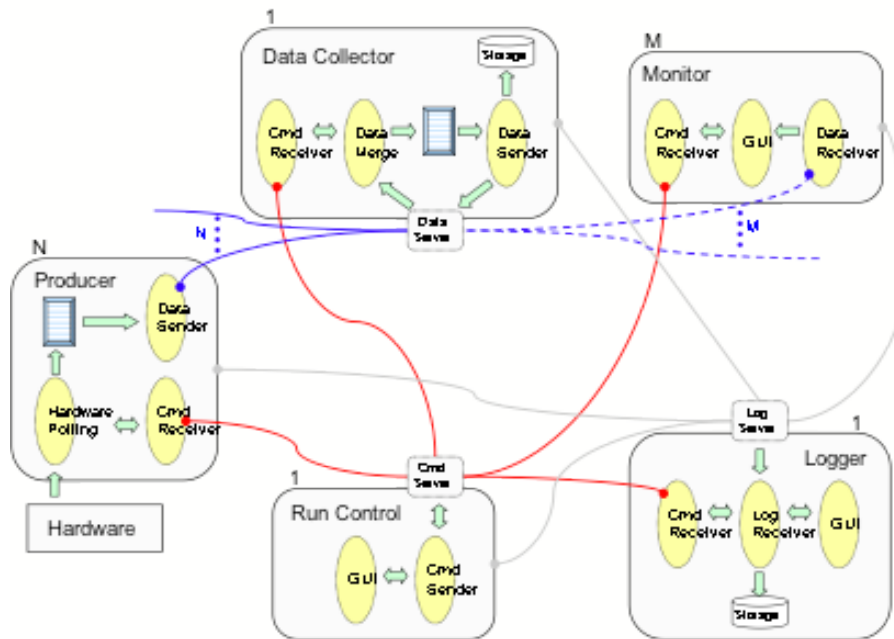 1
Data Collector
Storage
Cmd
Receiver
Data
Merge
Data
Sender
Data
Server
M
Monitor
Cmd
Receiver
GUI
Data
Receiver
N
M
N
Producer
Data
Sender
Hardware
Polling
Cmd
Receiver
Hardware
Cmd
Server
1
Run Control
GUI
Cmd
Sender
Log
Server
1
Logger
Cmd
Receiver
Log
Receiver
GUI
Storage